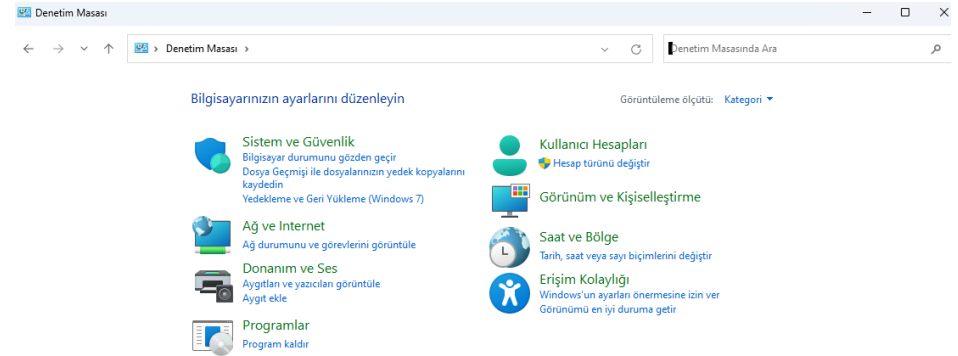 Denetim Masası
Denetim Masası
Denetim Masasında Ara
Bilgisayarınızın ayarlarını düzenleyin
Görüntüleme ölçütü: Kategori
Sistem ve Güvenlik
Bilgisayar durumunu gözden geçir
Dosya Geçmişi ile dosyalarınızın yedek kopyalarını
kaydedin
Yedekleme ve Geri Yükleme (Windows 7)
Ağ ve Internet
Ağ durumunu ve görevlerini görüntüle
Donanım ve Ses
Aygıtları ve yazıcıları görüntüle
Aygıt ekle
Programlar
Program kaldır
Kullanıcı Hesapları
Hesap türünü değiştir
Görünüm ve Kişiselleştirme
Saat ve Bölge
Tarih, saat veya sayı biçimlerini değiştir
Erişim Kolaylığı
Windows'un ayarları önermesine izin ver
Görünümü en iyi duruma getir